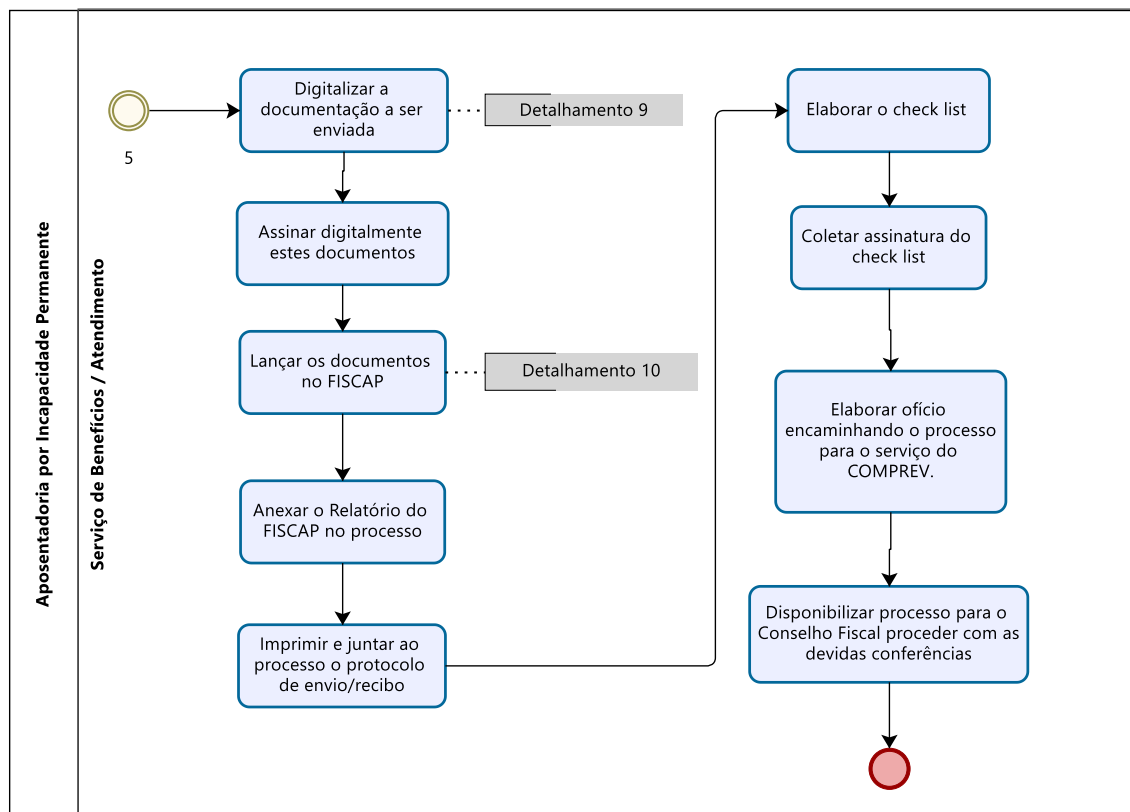 Aposentadoria por Incapacidade Permanente
Serviço de Benefícios / Atendimento
5
Digitalizar a
documentação a ser
enviada
Detalhamento 9
Assinar digitalmente
estes documentos
Lançar os documentos
no FISCAP
Detalhamento 10
Anexar o Relatório do
FISCAP no processo
Imprimir e juntar ao
processo o protocolo
de envio/recibo
Elaborar o check list
Coletar assinatura do
check list
Elaborar ofício
encaminhando o processo
para o serviço do
COMPREV.
Disponibilizar processo para o
Conselho Fiscal proceder com as
devidas conferências